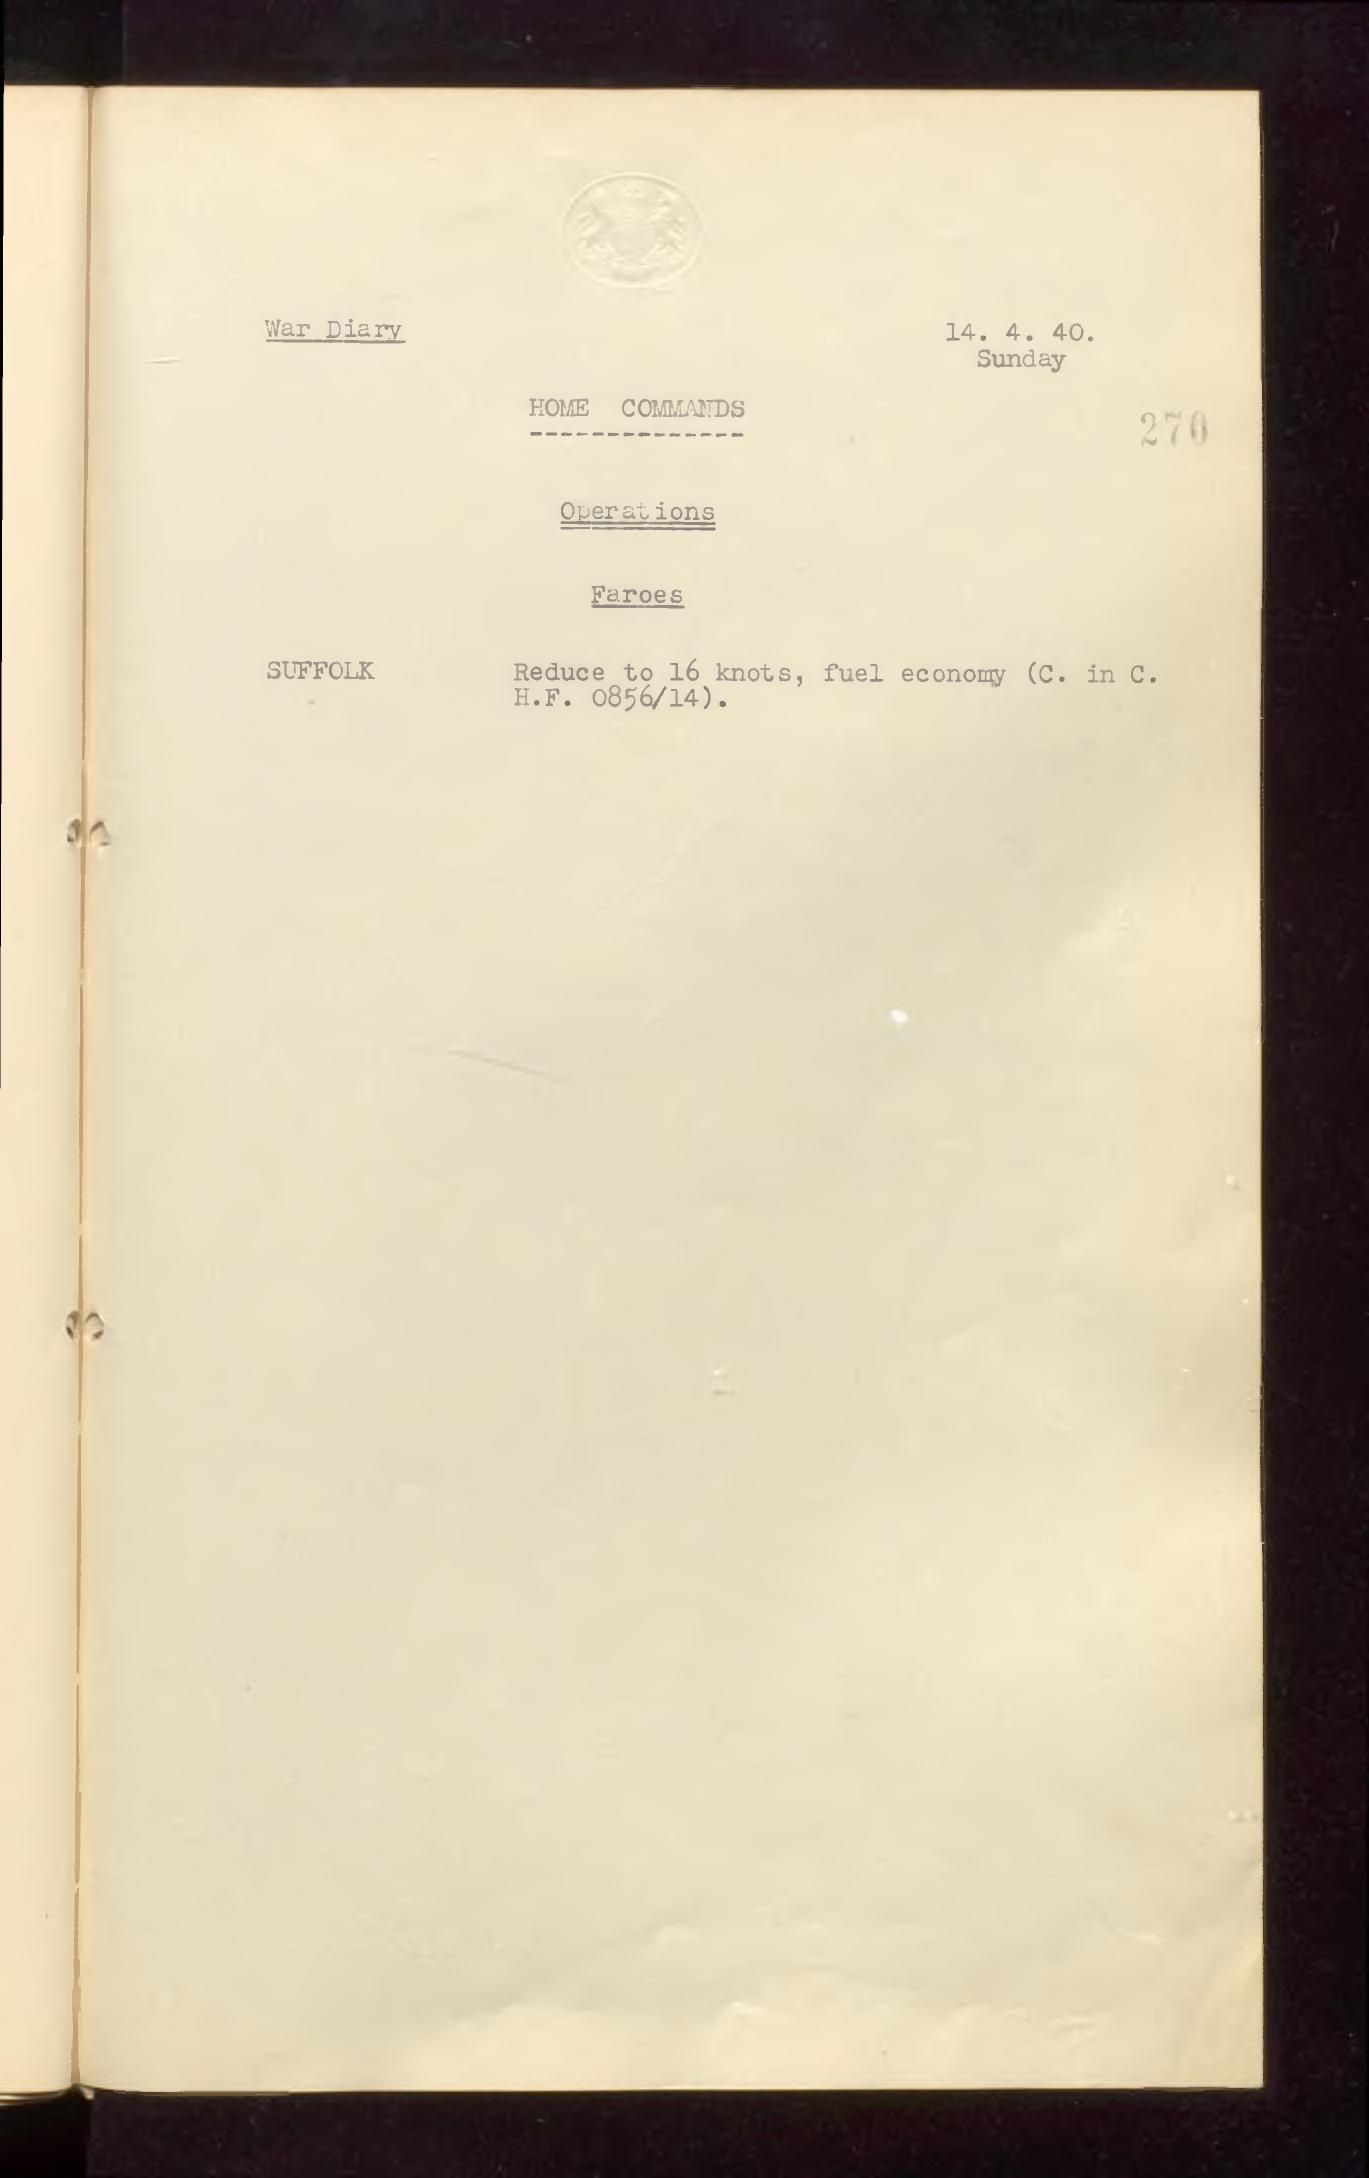 War Diary
14. 4. 40.
Sunday
HOME COMMANDS
---------------
270
Operations
Faroes
SUFFOLK Reduce to 16 knots, fuel economy (C. in C.
H.F. 0856/14).